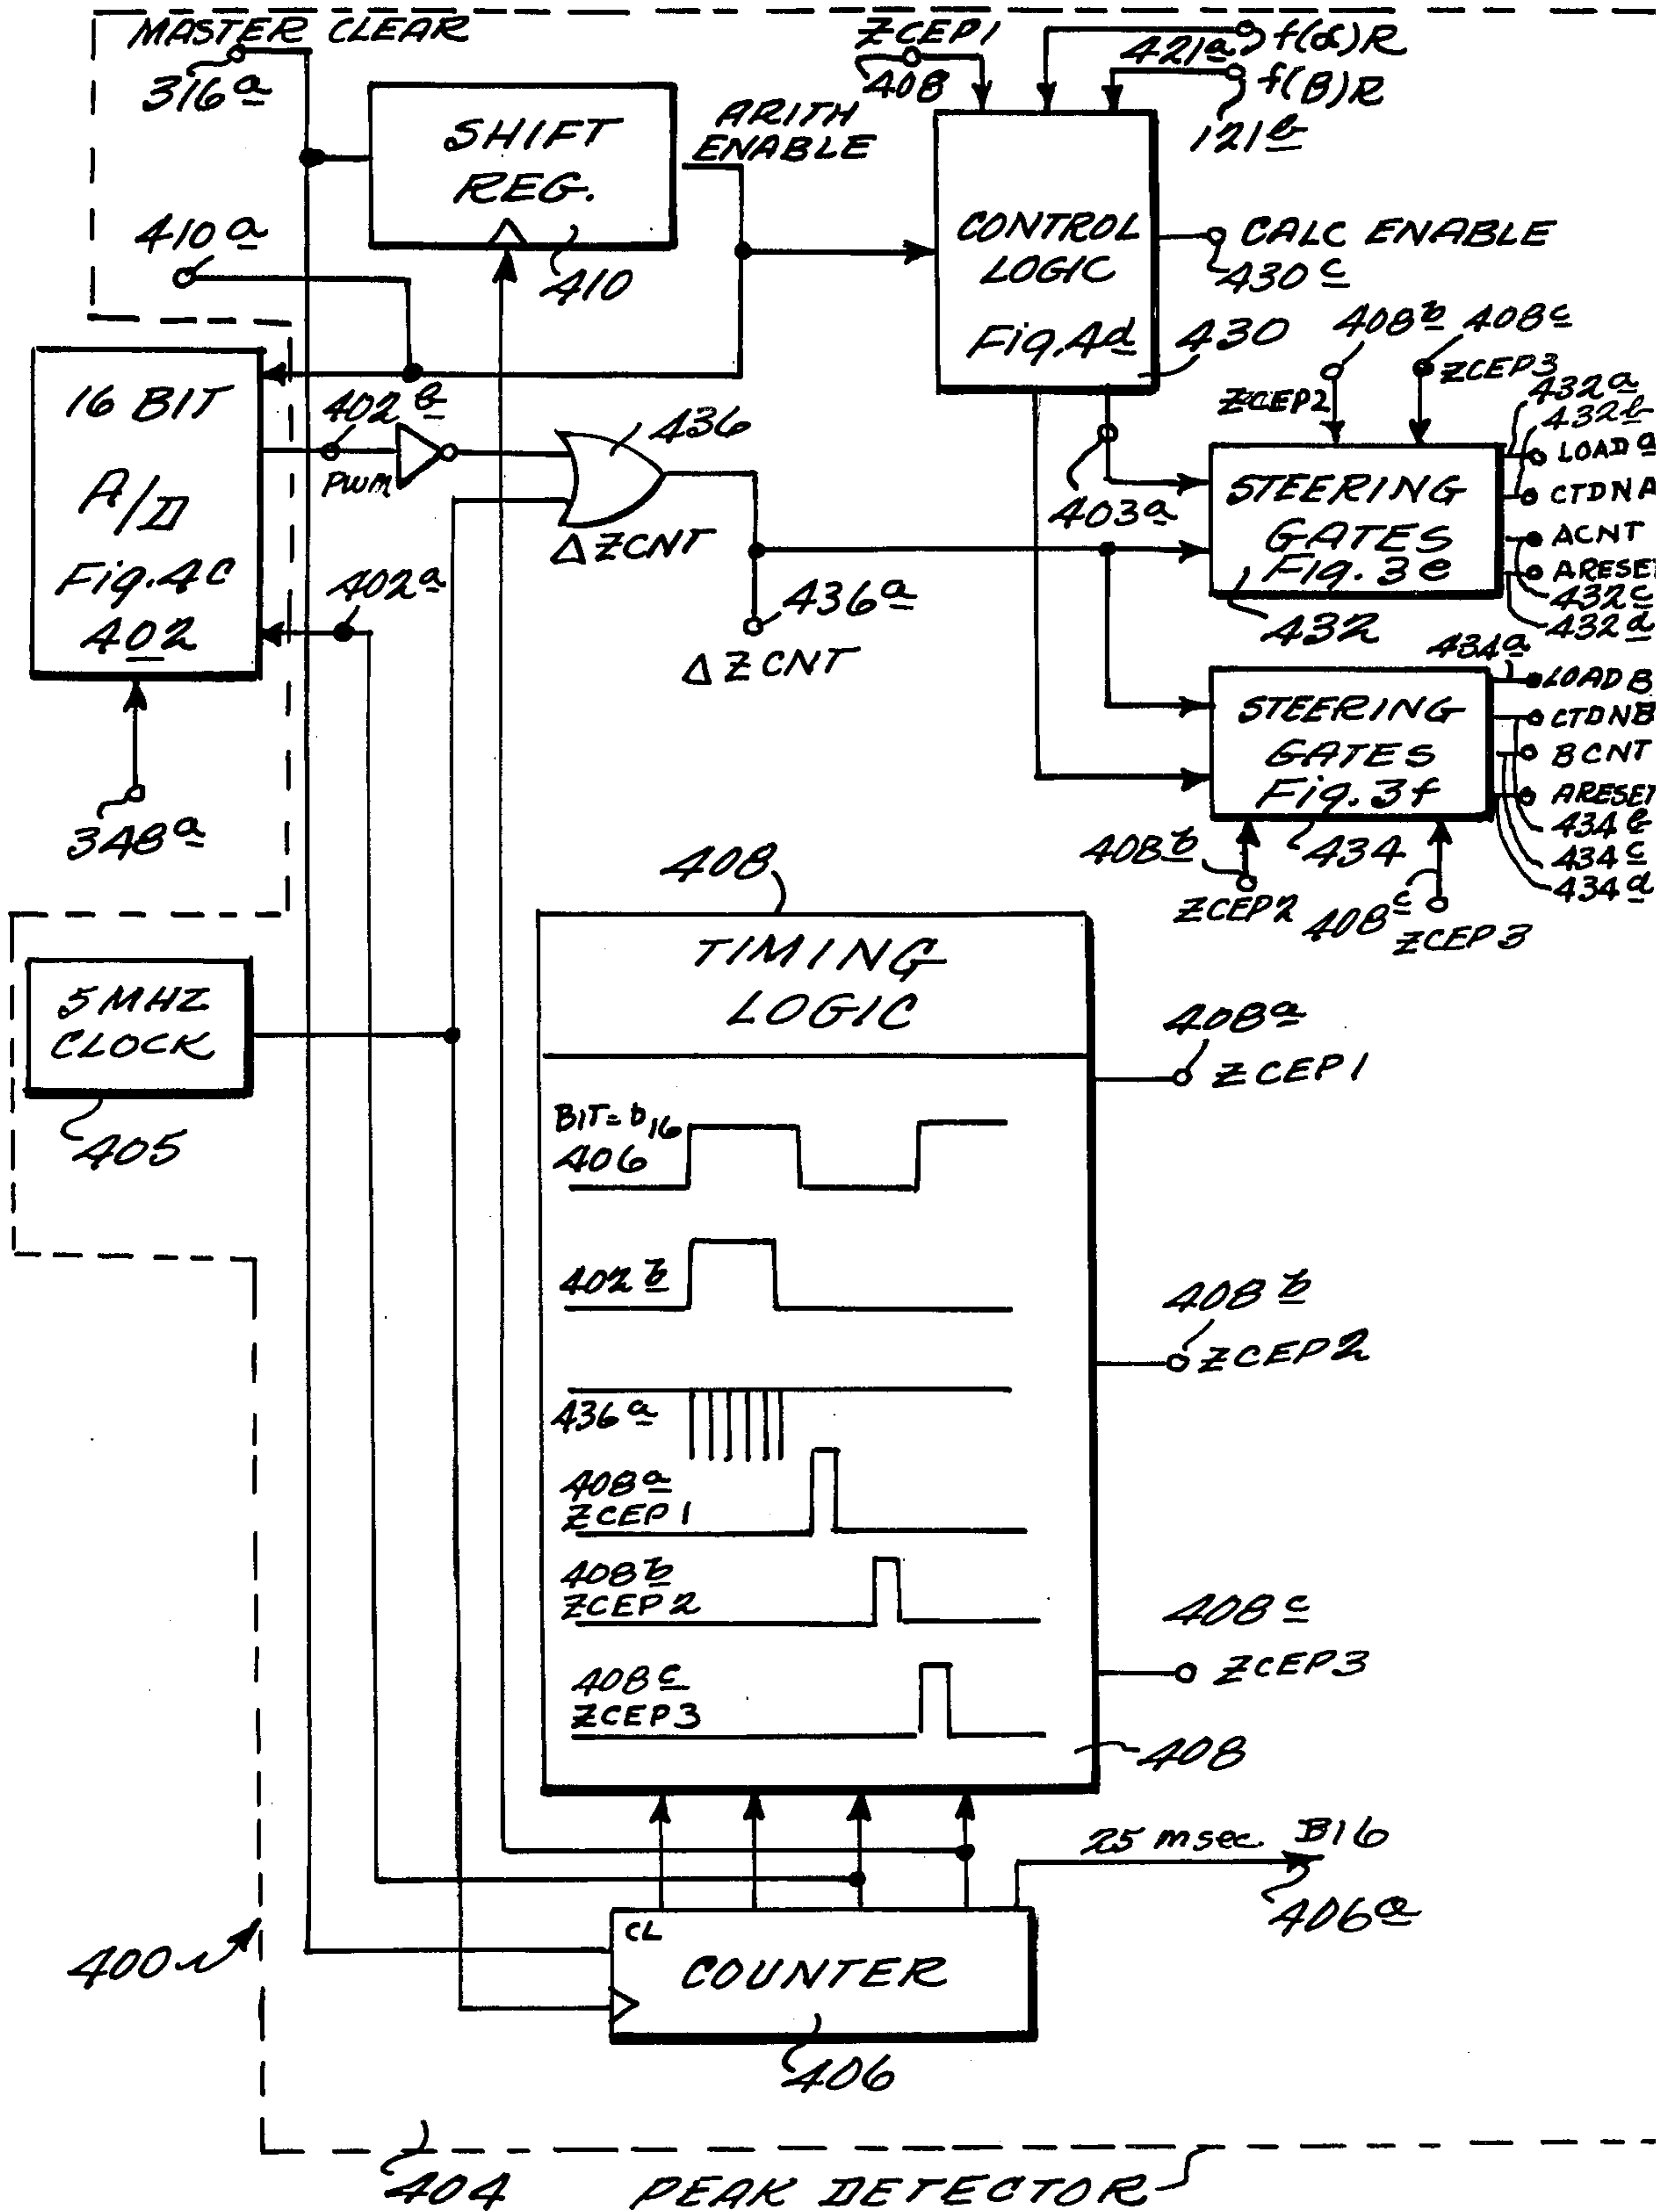 MASTER CLEAR
316a
SHIFT
REG.
410
ARITH
ENABLE
410a
ZCEP1
408
421a
f(α)R
f(B)R
121b
CONTROL
LOGIC
Fig.4d
430
CALC ENABLE
430c
408b
408c
ZCEP2
ZCEP3
432a
432b
LOAD a
CTDNA
ACNT
ARESET
432c
432d
STEERING
GATES
Fig.3e
432
403a
16 BIT
A/D
Fig.4c
402
402b
PWM
436
Δ ZCNT
436a
Δ ZCNT
402a
348a
434a
LOAD B
CTDNB
BCNT
ARESET
434b
434c
434d
STEERING
GATES
Fig.3f
434
408b
ZCEP2
408c
ZCEP3
5 MHZ
CLOCK
405
408
TIMING
LOGIC
408a
ZCEP1
BIT=b16
406
402b
408b
ZCEP2
436a
408a
ZCEP1
408b
ZCEP2
408c
ZCEP3
408c
ZCEP3
408
25 msec. B16
406a
CL
COUNTER
406
400
404
PEAK DETECTOR